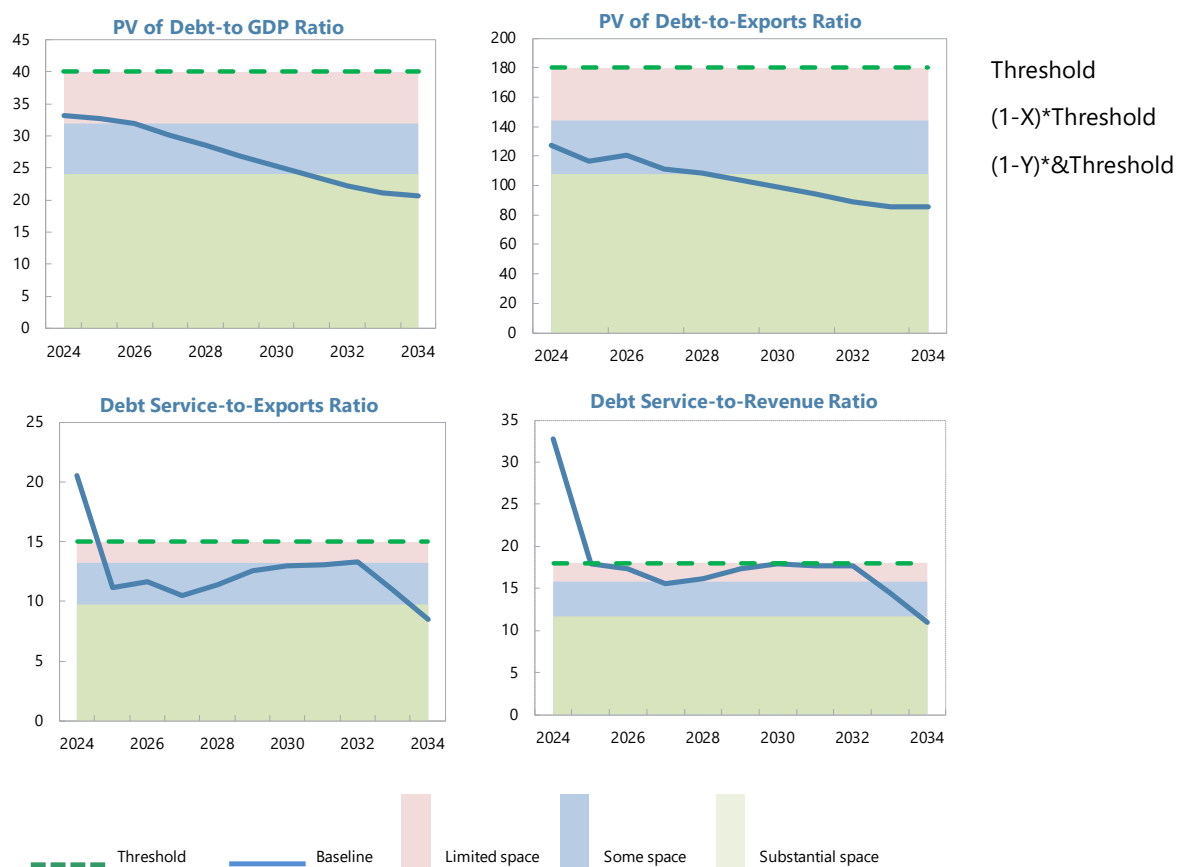 PV of Debt-to GDP Ratio
45
40
35
30
25
20
15
10
5
0
2024 2026 2028 2030 2032 2034
PV of Debt-to-Exports Ratio
200
180
160
140
120
100
80
60
40
20
0
2024 2026 2028 2030 2032 2034
Threshold
(1-X)*Threshold
(1-Y)*&Threshold
Debt Service-to-Exports Ratio
25
20
15
10
5
0
2024 2026 2028 2030 2032 2034
Debt Service-to-Revenue Ratio
35
30
25
20
15
10
5
0
2024 2026 2028 2030 2032 2034
Threshold Baseline Limited space Some space Substantial space